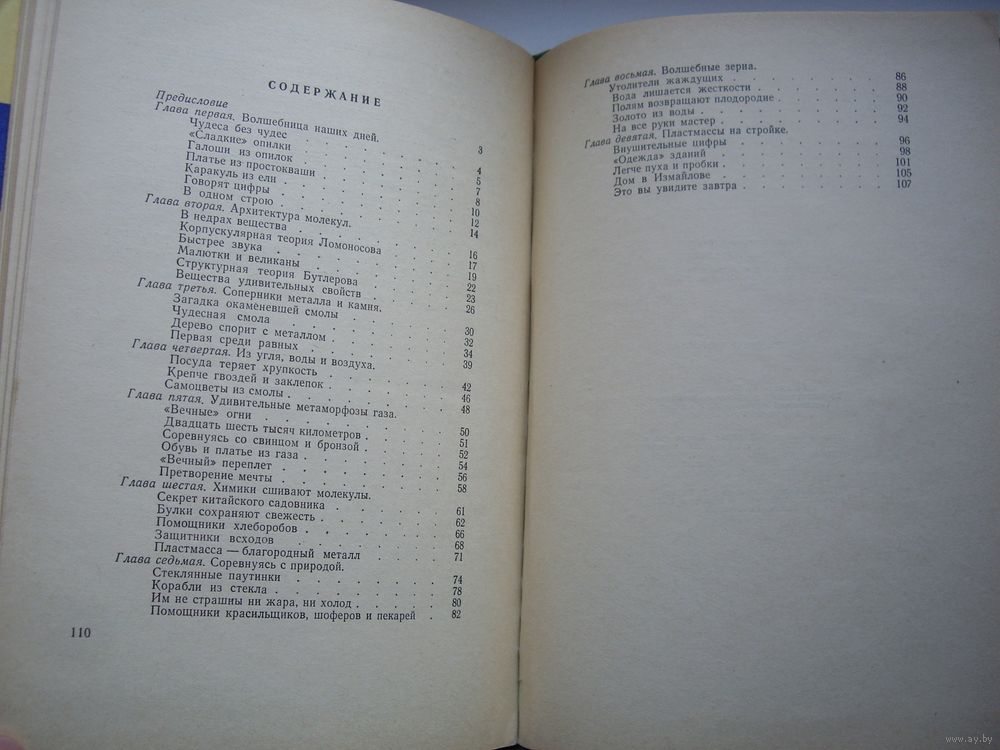 СОДЕРЖАНИЕ
Предисловие . . . 3
Глава первая. Волшебница наших дней.
Чудеса без чудес . . . 4
«Сладкие» опилки . . . 5
Галоши из опилок . . . 7
Платье из простокваши . . . 8
Каракуль из ели . . . 10
Говорят цифры . . . 12
В одном строю . . . 14
Глава вторая. Архитектура молекул.
В недрах вещества . . . 16
Корпускулярная теория Ломоносова . . . 17
Быстрее звука . . . 19
Малютки и великаны . . . 22
Структурная теория Бутлерова . . . 23
Вещества удивительных свойств . . . 26
Глава третья. Соперники металла и камня.
Загадка окаменевшей смолы . . . 30
Чудесная смола . . . 32
Дерево спорит с металлом . . . 34
Первая среди равных . . . 39
Глава четвертая. Из угля, воды и воздуха.
Посуда теряет хрупкость . . . 42
Крепче гвоздей и заклепок . . . 46
Самоцветы из смолы . . . 48
Глава пятая. Удивительные метаморфозы газа.
«Вечные» огни . . . 50
Двадцать шесть тысяч километров . . . 51
Соревнуясь со свинцом и бронзой . . . 52
Обувь и платье из газа . . . 54
«Вечный» переплет . . . 56
Претворение мечты . . . 58
Глава шестая. Химики сшивают молекулы.
Секрет китайского садовника . . . 61
Булки сохраняют свежесть . . . 62
Помощники хлеборобов . . . 66
Защитники всходов . . . 68
Пластмасса — благородный металл . . . 71
Глава седьмая. Соревнуясь с природой.
Стеклянные паутинки . . . 74
Корабли из стекла . . . 78
Им не страшны ни жара, ни холод . . . 80
Помощники красильщиков, шоферов и пекарей . 82
110
Глава восьмая. Волшебные зерна.
Утолители жаждущих . . . 86
Вода лишается жесткости . . . 88
Полям возвращают плодородие . . . 90
Золото из воды . . . 92
На все руки мастер . . . 94
Глава девятая. Пластмассы на стройке.
Внушительные цифры . . . 96
«Одежда» зданий . . . 98
Легче пуха и пробки . . . 101
Дом в Измайлове . . . 105
Это вы увидите завтра . . . 107
www.ay.by